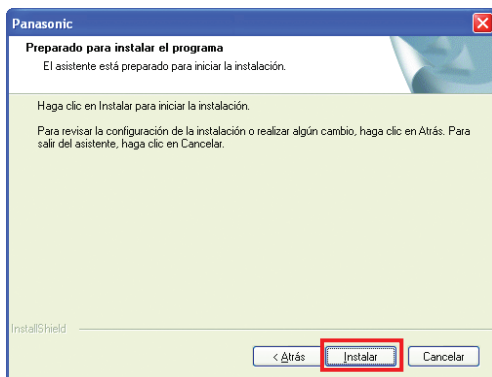 Panasonic
Preparado para instalar el programa
El asistente está preparado para iniciar la instalación.
Haga clic en Instalar para iniciar la instalación.
Para revisar la configuración de la instalación o realizar algún cambio, haga clic en Atrás. Para
salir del asistente, haga clic en Cancelar.
InstallShield
< Atrás Instalar Cancelar